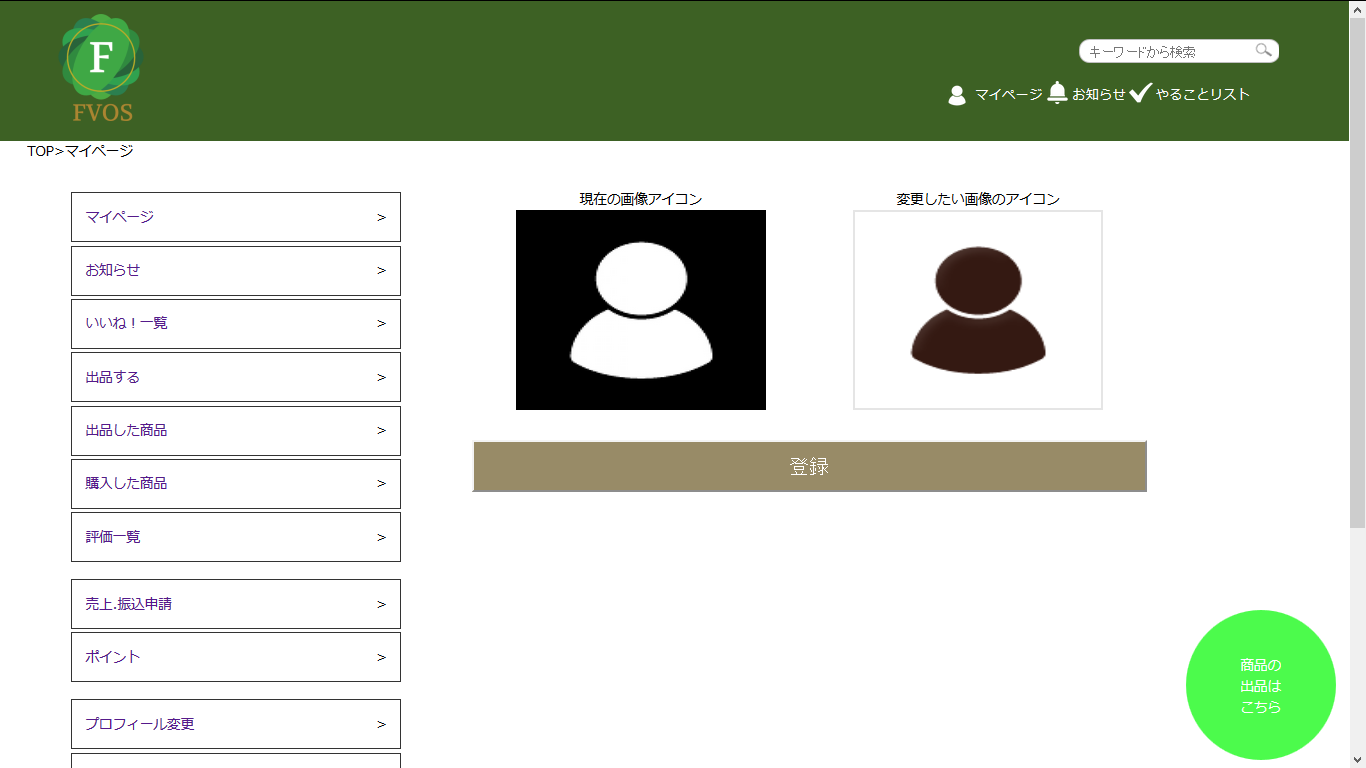 F
FVOS
キーワードから検索
マイページ お知らせ やることリスト
TOP>マイページ
マイページ >
お知らせ >
いいね！一覧 >
出品する >
出品した商品 >
購入した商品 >
評価一覧 >
売上.振込申請 >
ポイント >
プロフィール変更 >
現在の画像アイコン
変更したい画像のアイコン
登録
商品の
出品は
こちら